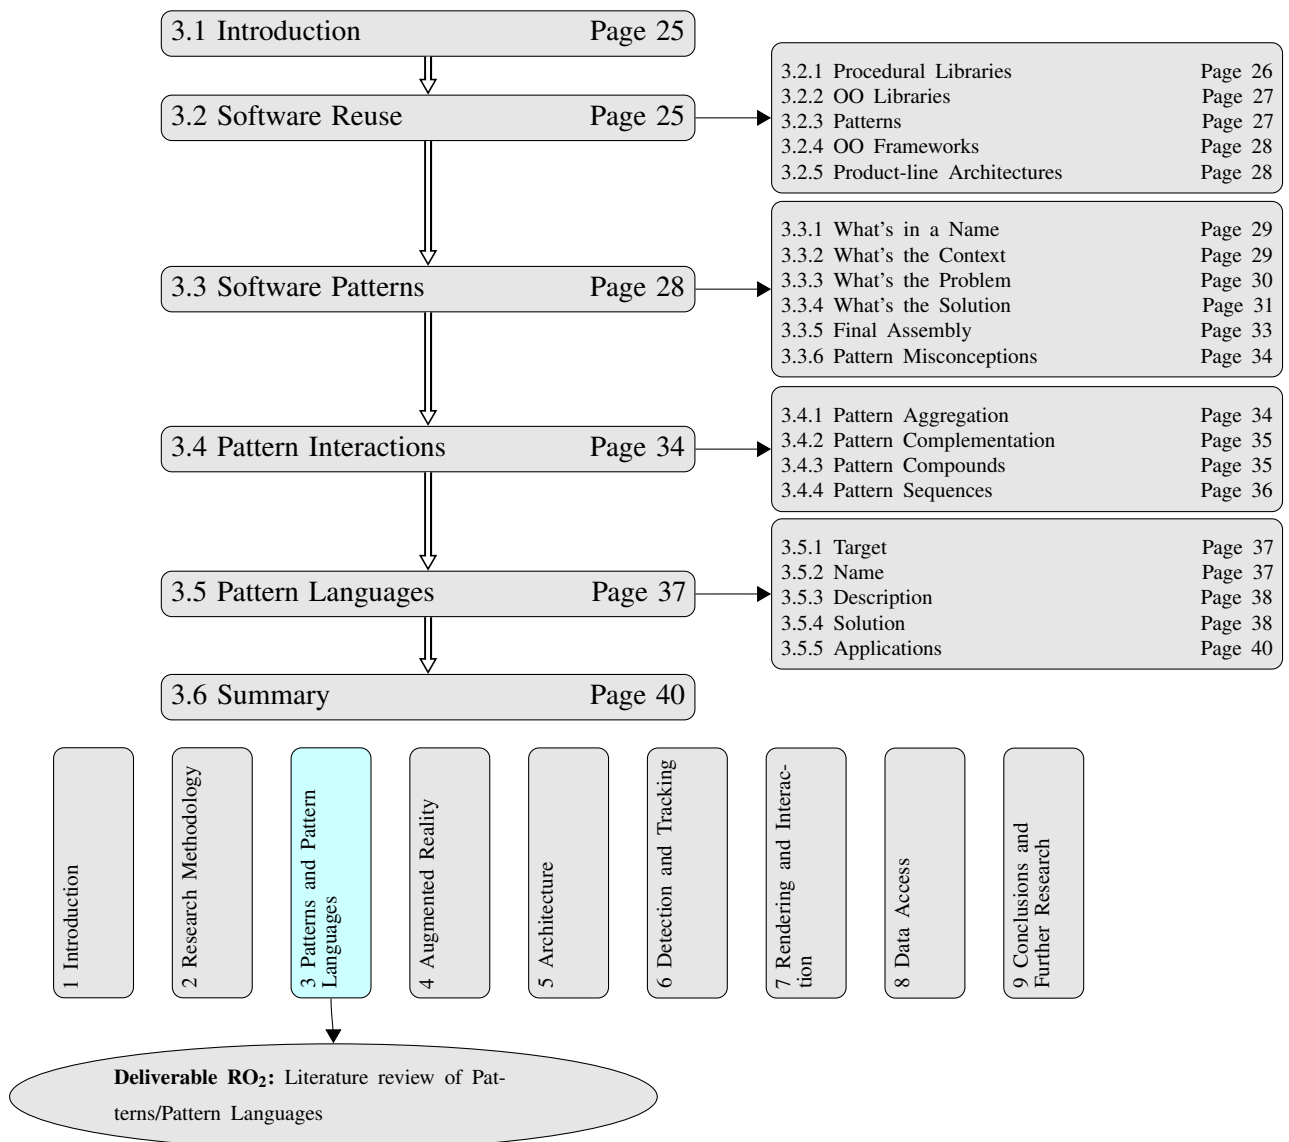 3.1 Introduction Page 25
3.2 Software Reuse Page 25
3.2.1 Procedural Libraries Page 26
3.2.2 OO Libraries Page 27
3.2.3 Patterns Page 27
3.2.4 OO Frameworks Page 28
3.2.5 Product-line Architectures Page 28
3.3 Software Patterns Page 28
3.3.1 What's in a Name Page 29
3.3.2 What's the Context Page 29
3.3.3 What's the Problem Page 30
3.3.4 What's the Solution Page 31
3.3.5 Final Assembly Page 33
3.3.6 Pattern Misconceptions Page 34
3.4 Pattern Interactions Page 34
3.4.1 Pattern Aggregation Page 34
3.4.2 Pattern Complementation Page 35
3.4.3 Pattern Compounds Page 35
3.4.4 Pattern Sequences Page 36
3.5 Pattern Languages Page 37
3.5.1 Target Page 37
3.5.2 Name Page 37
3.5.3 Description Page 38
3.5.4 Solution Page 38
3.5.5 Applications Page 40
3.6 Summary Page 40
1 Introduction
2 Research Methodology
3 Patterns and Pattern
Languages
4 Augmented Reality
5 Architecture
6 Detection and Tracking
7 Rendering and Interac-
tion
8 Data Access
9 Conclusions and
Further Research
Deliverable RO₂: Literature review of Pat-
terns/Pattern Languages